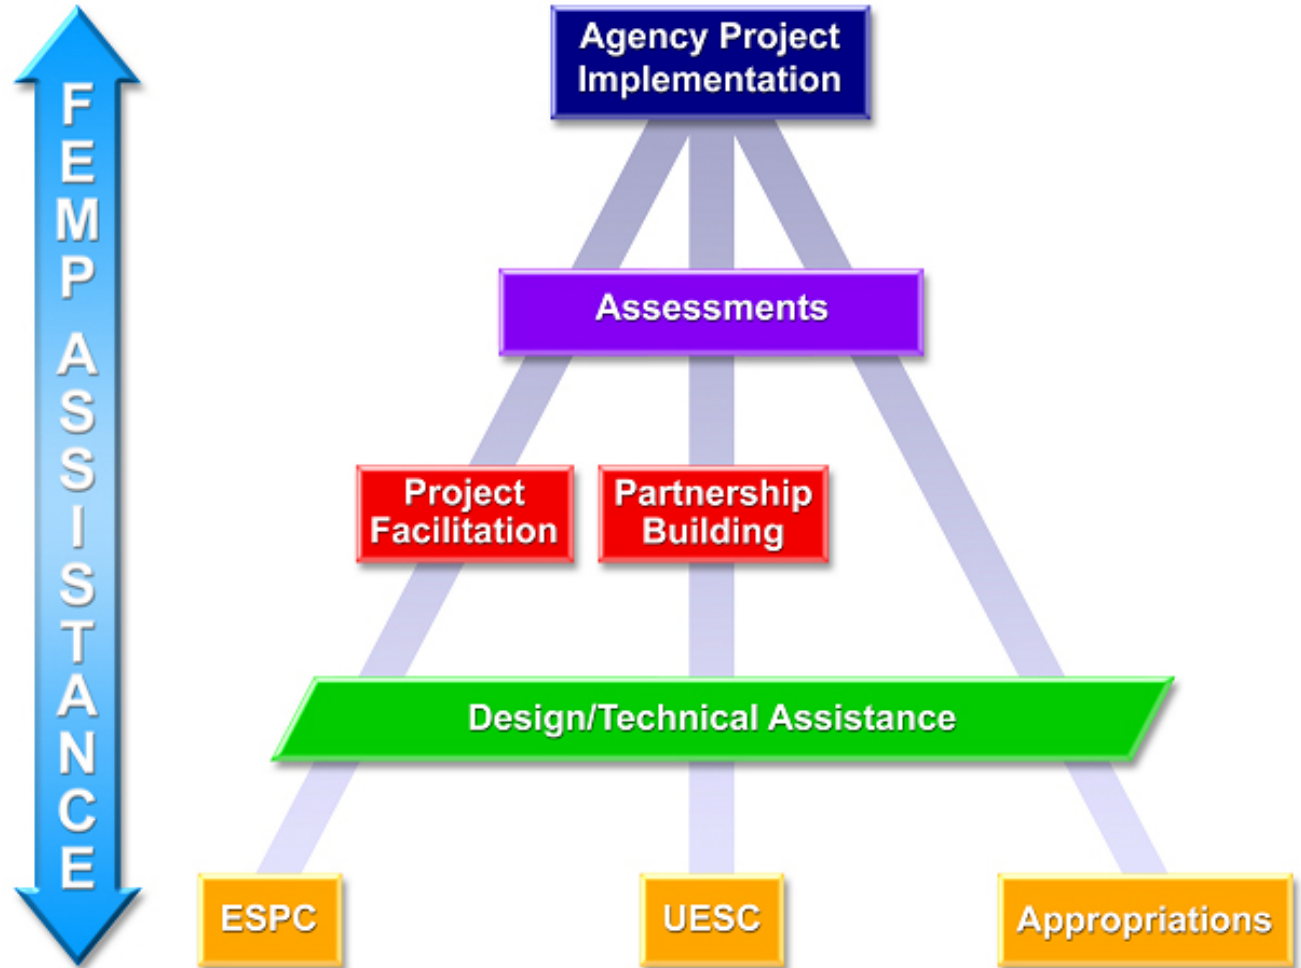 FEMP ASSISTANCE
Agency Project
Implementation
Assessments
Project
Facilitation
Partnership
Building
Design/Technical Assistance
ESPC
UESC
Appropriations